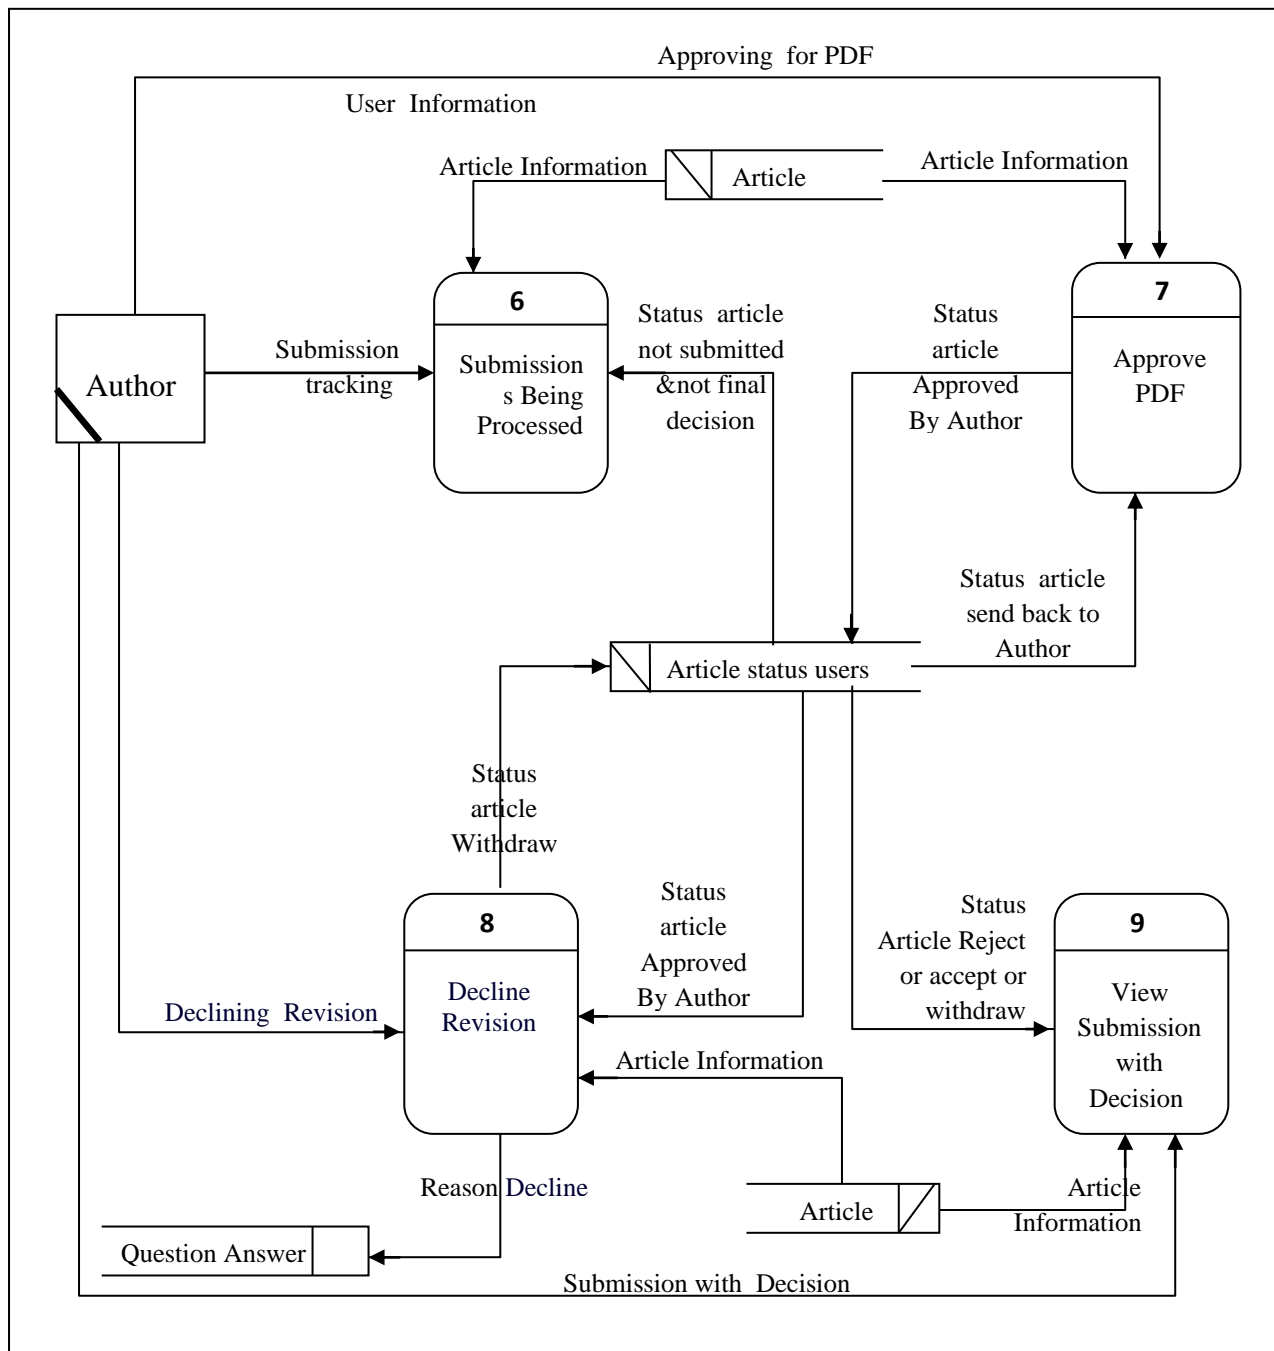 Approving for PDF
User Information
Article Information
Article
Article Information
6
Submission
s Being
Processed
7
Approve
PDF
Author
Submission
tracking
Status article
not submitted
&not final
decision
Status
article
Approved
By Author
Status article
send back to
Author
Article status users
Status
article
Withdraw
8
Decline
Revision
Status
article
Approved
By Author
Status
Article Reject
or accept or
withdraw
9
View
Submission
with
Decision
Declining Revision
Article Information
Reason Decline
Article
Article
Information
Question Answer
Submission with Decision